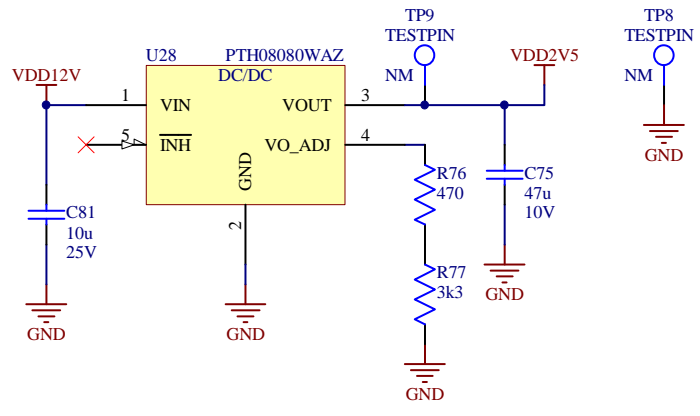 TP9
TESTPIN
NM
TP8
TESTPIN
NM
GND
U28
PTH08080WAZ
DC/DC
VDD12V
VDD2V5
1
VIN
VOUT
3
5
INH
VO_ADJ
4
GND
2
C81
10u
25V
GND
GND
R76
470
R77
3k3
GND
C75
47u
10V
GND